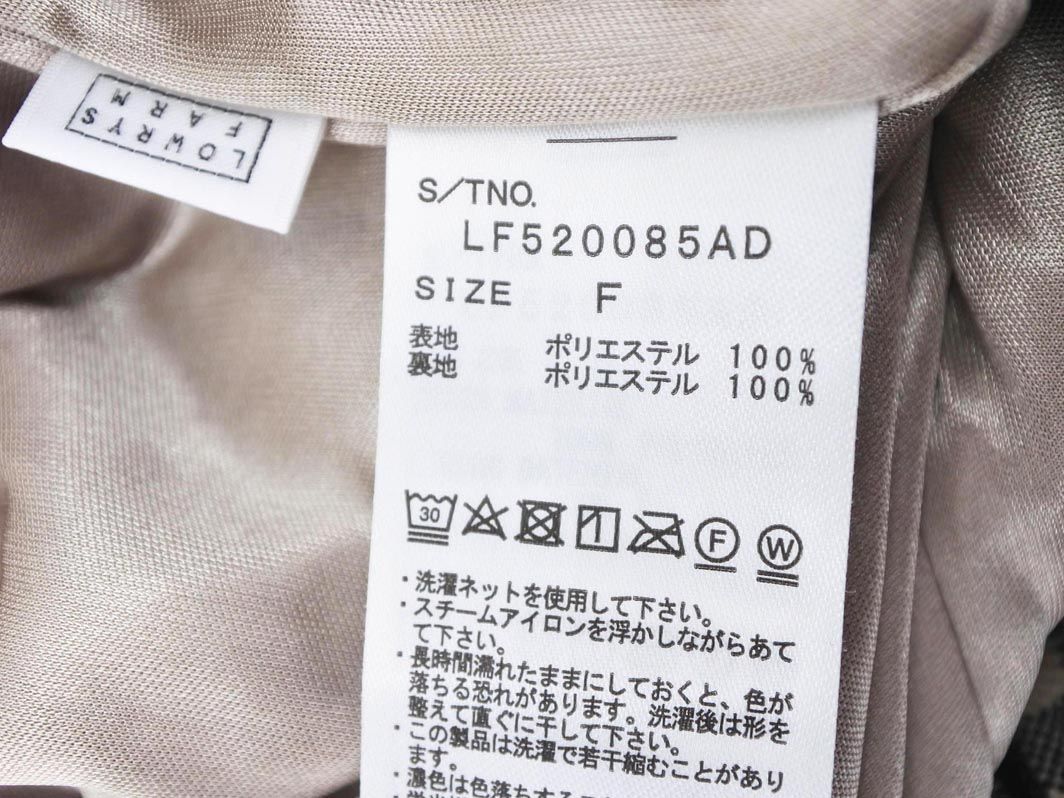 LOWRYS
FARM
S/TNO.
LF520085AD
SIZE F
表地 ポリエステル 100%
裏地 ポリエステル 100%
30
F
W
・洗濯ネットを使用して下さい。
・スチームアイロンを浮かしながらあて
て下さい。
・長時間濡れたままにしておくと、色が
落ちる恐れがあります。洗濯後は形を
整えて直ぐに干して下さい。
・この製品は洗濯で若干縮むことがあり
ます。
・濃色は色落ちするこ